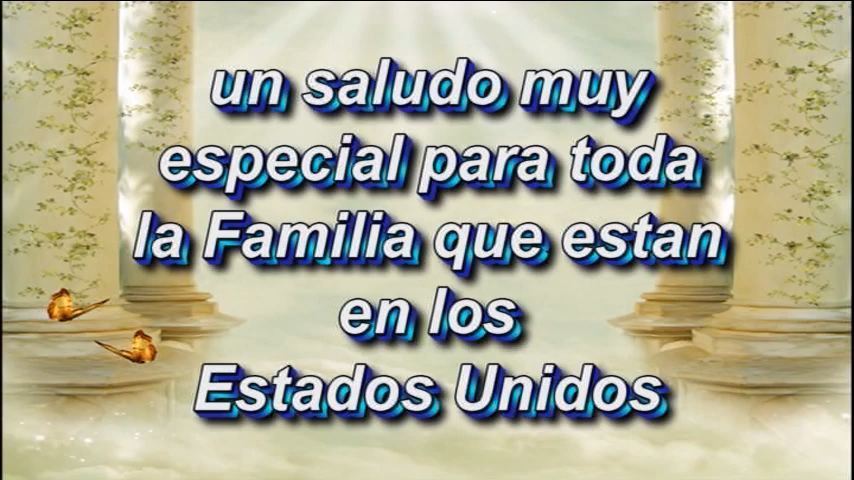 un saludo muy
especial para toda
la Familia que estan
en los
Estados Unidos